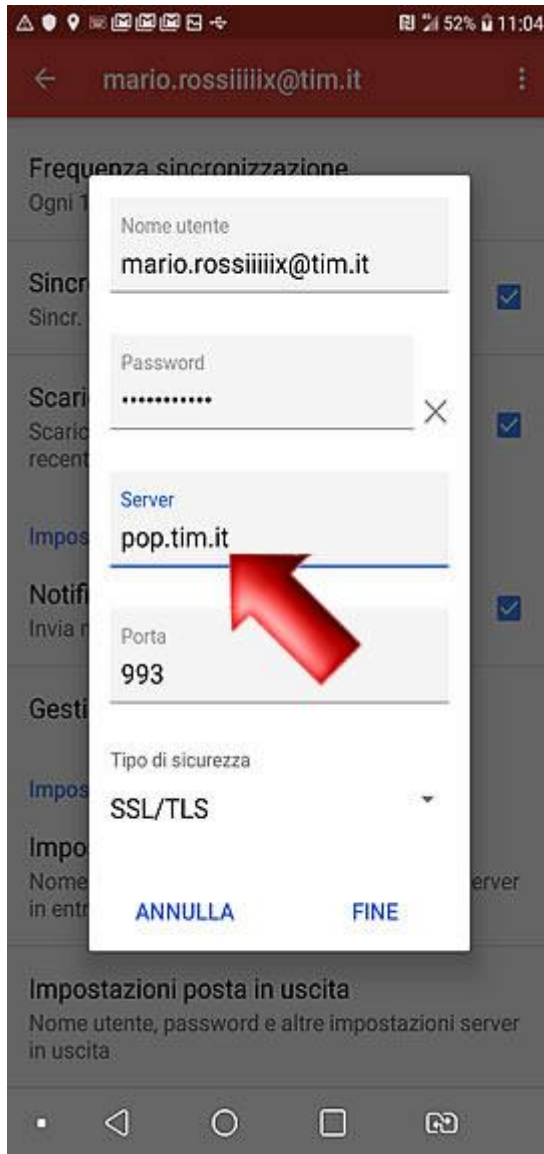 52% 11:04
mario.rossiiiiix@tim.it
Frequenza sincronizzazione
Ogni 1
Nome utente
mario.rossiiiiix@tim.it
Sincr
Sincr.
Password
•••••••••••
Scari
Scaric
recent
Server
pop.tim.it
Impos
Notifi
Invia
Porta
993
Gesti
Tipo di sicurezza
Impos
SSL/TLS
Impo
Nome erver
in entr
ANNULLA FINE
Impostazioni posta in uscita
Nome utente, password e altre impostazioni server
in uscita